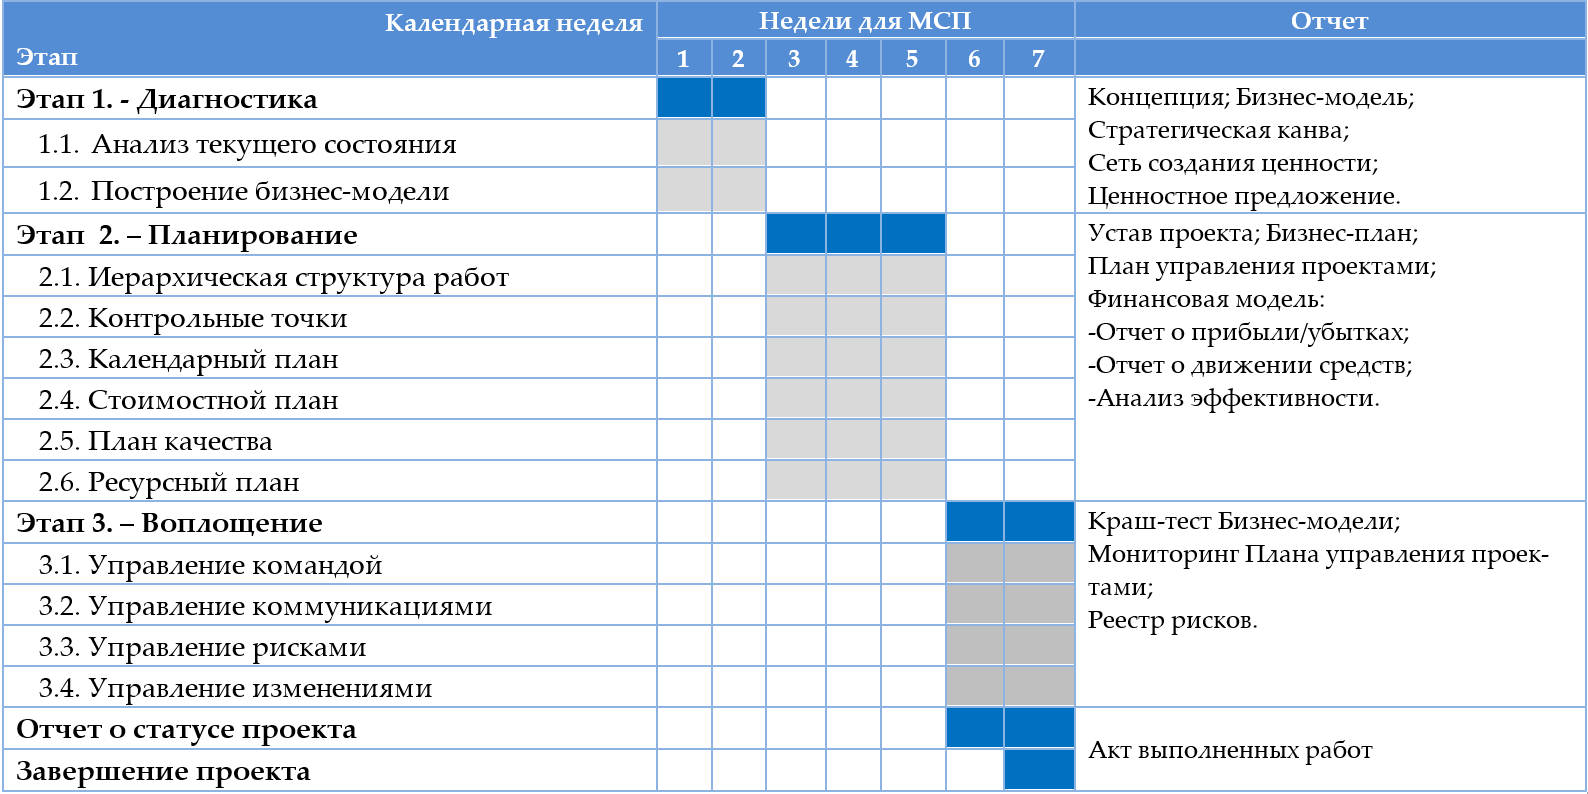 Календарная неделя
Этап
Недели для МСП
Отчет
1 2 3 4 5 6 7
Этап 1. - Диагностика
1.1. Анализ текущего состояния
1.2. Построение бизнес-модели
Концепция; Бизнес-модель;
Стратегическая канва;
Сеть создания ценности;
Ценностное предложение.
Этап 2. – Планирование
2.1. Иерархическая структура работ
2.2. Контрольные точки
2.3. Календарный план
2.4. Стоимостной план
2.5. План качества
2.6. Ресурсный план
Устав проекта; Бизнес-план;
План управления проектами;
Финансовая модель:
-Отчет о прибыли/убытках;
-Отчет о движении средств;
-Анализ эффективности.
Этап 3. – Воплощение
3.1. Управление командой
3.2. Управление коммуникациями
3.3. Управление рисками
3.4. Управление изменениями
Краш-тест Бизнес-модели;
Мониторинг Плана управления проек-
тами;
Реестр рисков.
Отчет о статусе проекта
Завершение проекта
Акт выполненных работ